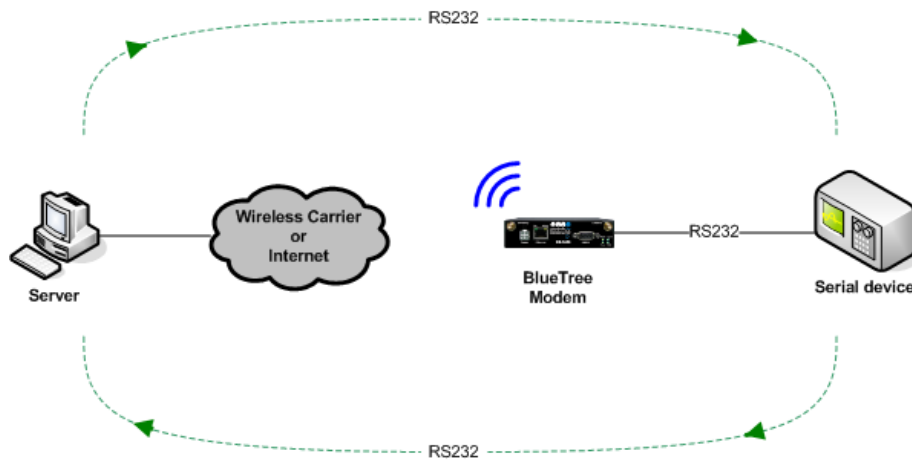 RS232
Wireless Carrier
or
Internet
RS232
Server
BlueTree
Modem
Serial device
RS232